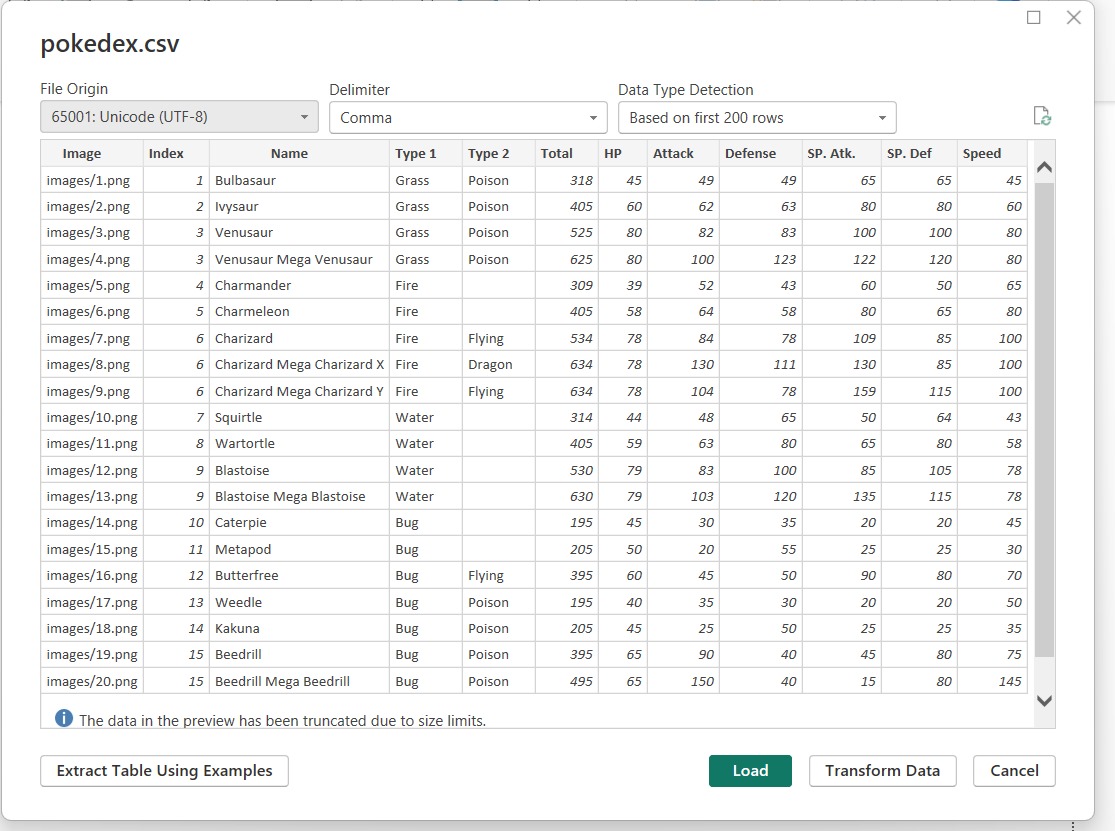 pokedex.csv
File Origin Delimiter Data Type Detection
65001: Unicode (UTF-8) Comma Based on first 200 rows
Image Index Name Type 1 Type 2 Total HP Attack Defense SP. Atk. SP. Def Speed
images/1.png 1 Bulbasaur Grass Poison 318 45 49 49 65 65 45
images/2.png 2 Ivysaur Grass Poison 405 60 62 63 80 80 60
images/3.png 3 Venusaur Grass Poison 525 80 82 83 100 100 80
images/4.png 3 Venusaur Mega Venusaur Grass Poison 625 80 100 123 122 120 80
images/5.png 4 Charmander Fire 309 39 52 43 60 50 65
images/6.png 5 Charmeleon Fire 405 58 64 58 80 65 80
images/7.png 6 Charizard Fire Flying 534 78 84 78 109 85 100
images/8.png 6 Charizard Mega Charizard X Fire Dragon 634 78 130 111 130 85 100
images/9.png 6 Charizard Mega Charizard Y Fire Flying 634 78 104 78 159 115 100
images/10.png 7 Squirtle Water 314 44 48 65 50 64 43
images/11.png 8 Wartortle Water 405 59 63 80 65 80 58
images/12.png 9 Blastoise Water 530 79 83 100 85 105 78
images/13.png 9 Blastoise Mega Blastoise Water 630 79 103 120 135 115 78
images/14.png 10 Caterpie Bug 195 45 30 35 20 20 45
images/15.png 11 Metapod Bug 205 50 20 55 25 25 30
images/16.png 12 Butterfree Bug Flying 395 60 45 50 90 80 70
images/17.png 13 Weedle Bug Poison 195 40 35 30 20 20 50
images/18.png 14 Kakuna Bug Poison 205 45 25 50 25 25 35
images/19.png 15 Beedrill Bug Poison 395 65 90 40 45 80 75
images/20.png 15 Beedrill Mega Beedrill Bug Poison 495 65 150 40 15 80 145
The data in the preview has been truncated due to size limits.
Extract Table Using Examples Load Transform Data Cancel